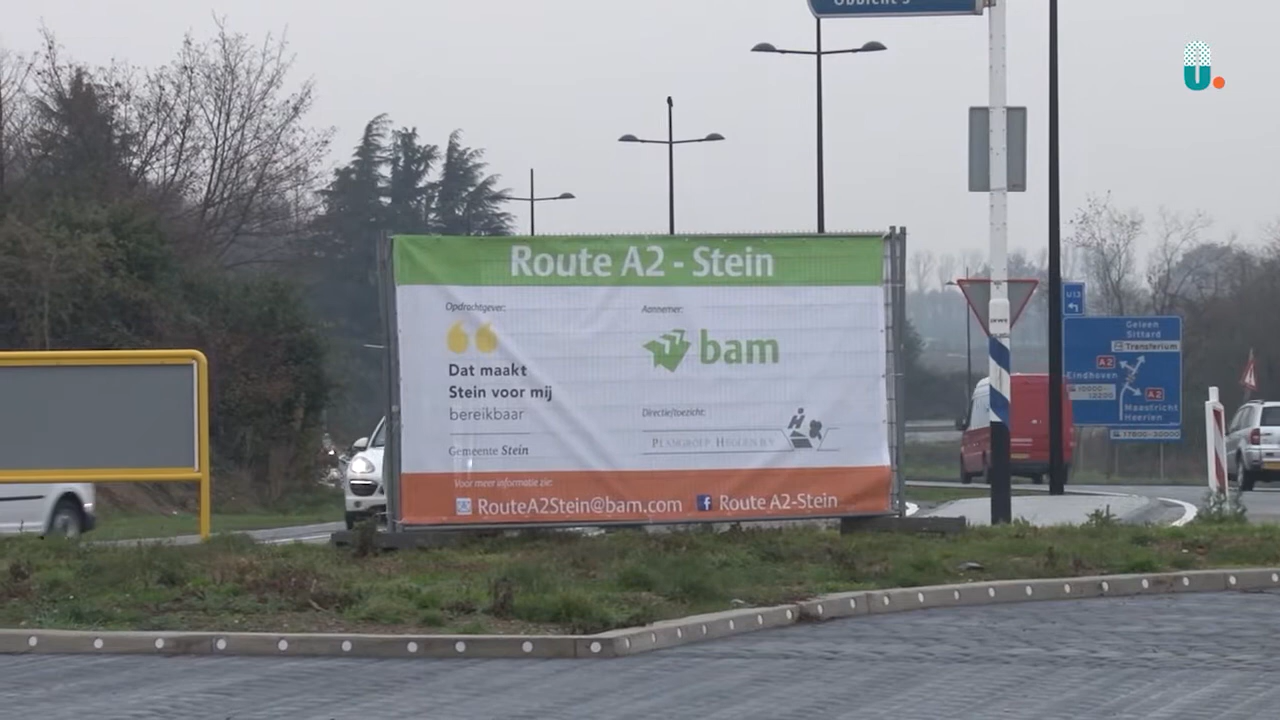 Route A2 - Stein
Opdrachtgever:
Dat maakt
Stein voor mij
bereikbaar
Gemeente Stein
Aannemer:
bam
Directie/toezicht:
Voor meer informatie zie:
RouteA2Stein@bam.com
f Route A2-Stein
U13
Geleen
Sittard
Transferium
A2
Eindhoven
A2
Maastricht
Heerlen
U.